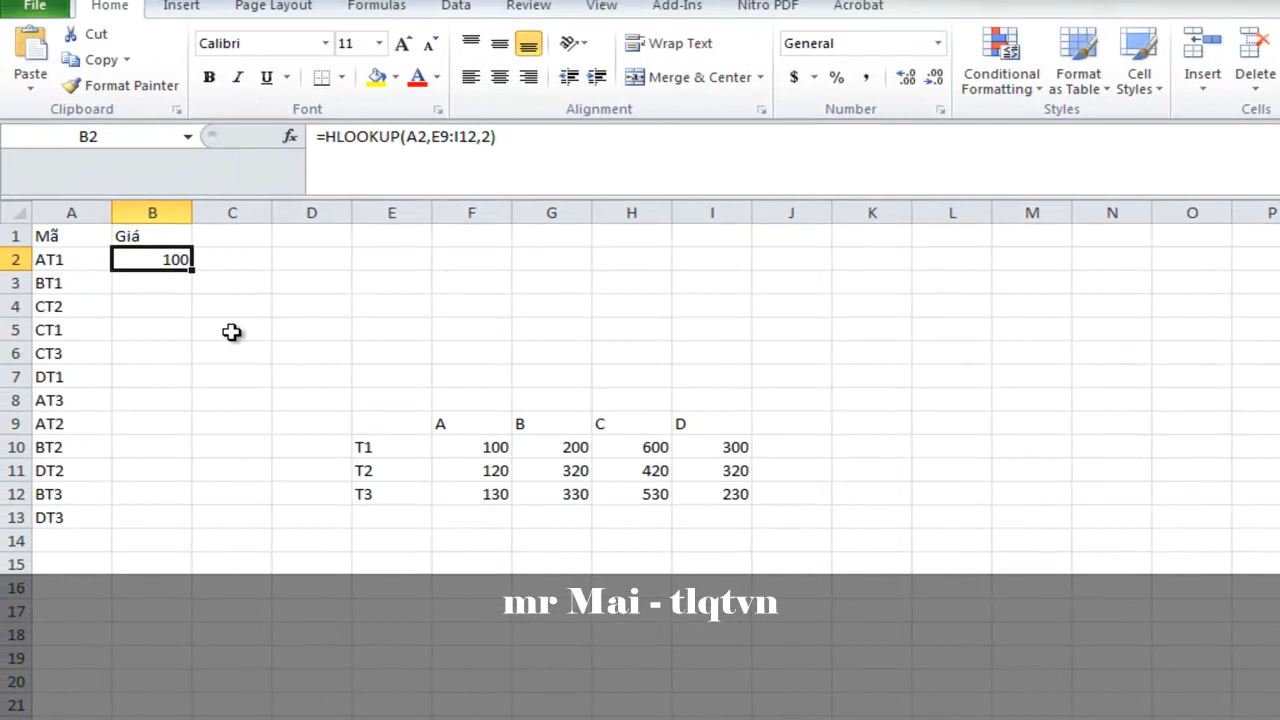 File Home Insert Page Layout Formulas Data Review View Add-Ins Nitro PDF Acrobat
Paste
Cut
Copy
Format Painter
Clipboard
Calibri 11
B I U
Font
Wrap Text
Merge & Center
Alignment
General
$ % ,
Number
Conditional Formatting
Format as Table
Cell Styles
Styles
Insert Delete
Cells
B2 fx =HLOOKUP(A2,E9:I12,2)
A B C D E F G H I J K L M N O P
1 Mã Giá
2 AT1 100
3 BT1
4 CT2
5 CT1
6 CT3
7 DT1
8 AT3
9 AT2 A B C D
10 BT2 T1 100 200 600 300
11 DT2 T2 120 320 420 320
12 BT3 T3 130 330 530 230
13 DT3
14
15
16
mr Mai - tlqtvn
17
18
19
20
21